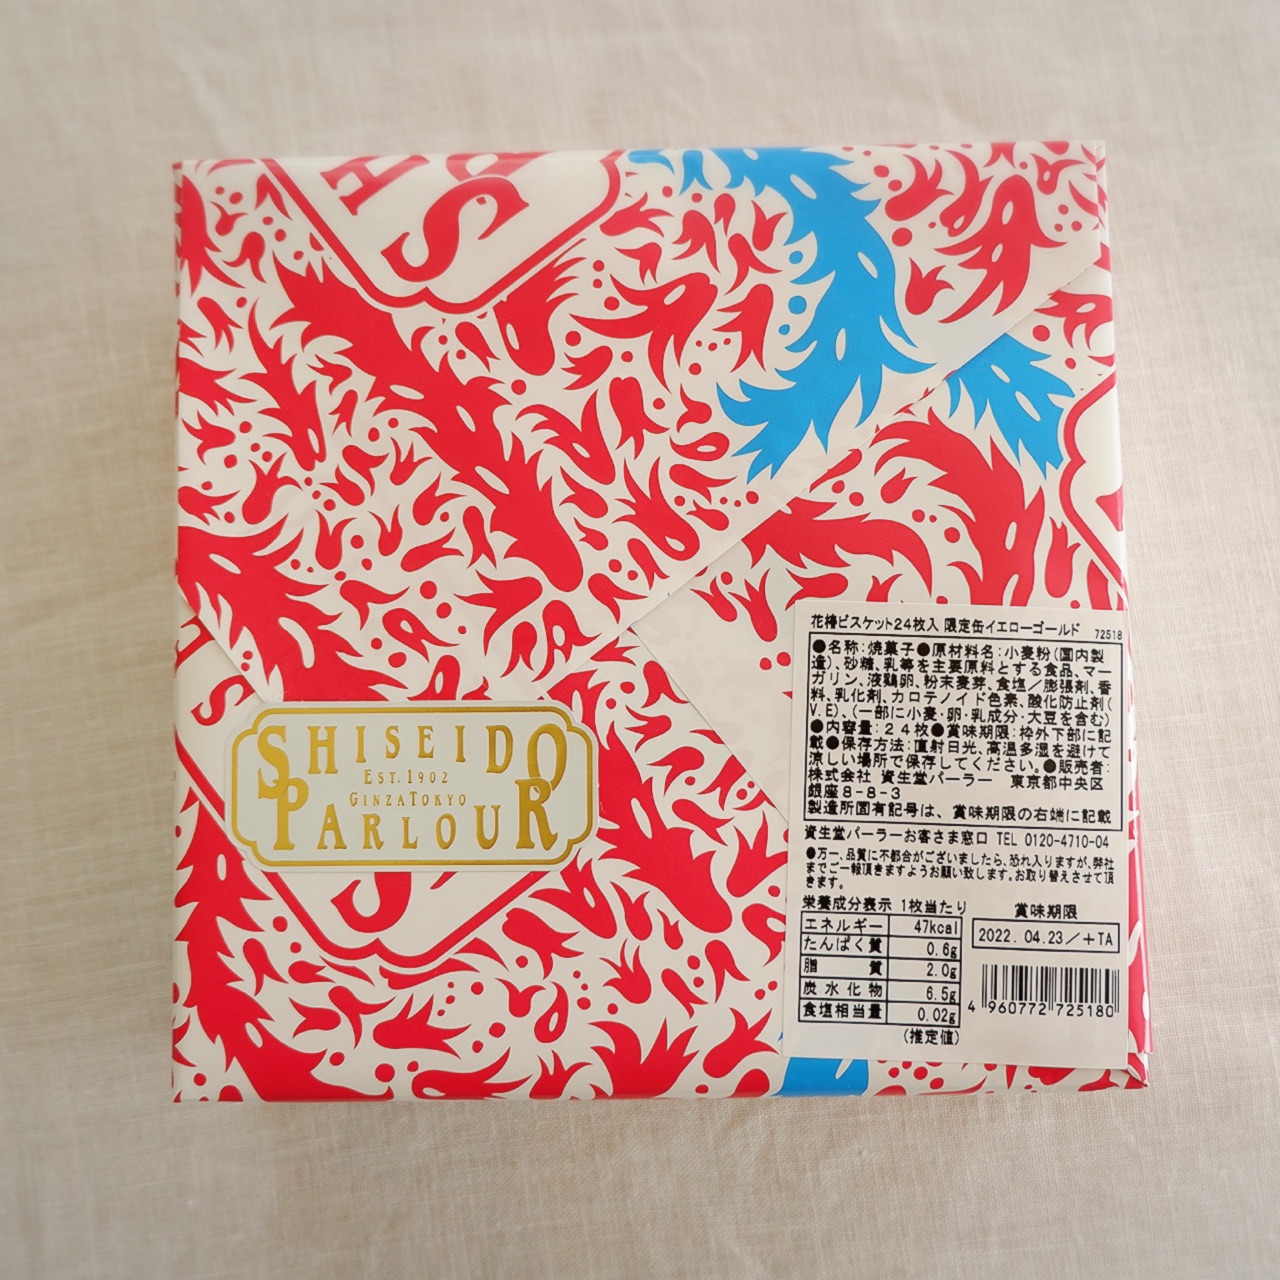 SHISEIDO
EST. 1902
GINZA TOKYO
PARLOUR
花椿ビスケット24枚入 限定缶イエローゴールド 72518
●名称:焼菓子●原材料名:小麦粉(国内製
造)、砂糖、乳等を主要原料とする食品、マー
ガリン、液鶏卵、粉末麦芽、食塩/膨張剤、香
料、乳化剤、カロテノイド色素、酸化防止剤(
V.E)、(一部に小麦・卵・乳成分・大豆を含む)
●内容量:24枚●賞味期限:枠外下部に記
載●保存方法:直射日光、高温多湿を避けて
涼しい場所で保存してください。●販売者:
株式会社 資生堂パーラー 東京都中央区
銀座8-8-3
製造所固有記号は、賞味期限の右端に記載
資生堂パーラーお客さま窓口 TEL 0120-4710-04
●万一、品質に不都合がございましたら、恐れ入りますが、弊社
までご一報頂きますようお願い致します。お取り替えさせて頂
きます。
栄養成分表示 1枚当たり
エネルギー 47kcal
たんぱく質 0.6g
脂質 2.0g
炭水化物 6.5g
食塩相当量 0.02g
(推定値)
賞味期限
2022.04.23/+TA
4 960772 725180